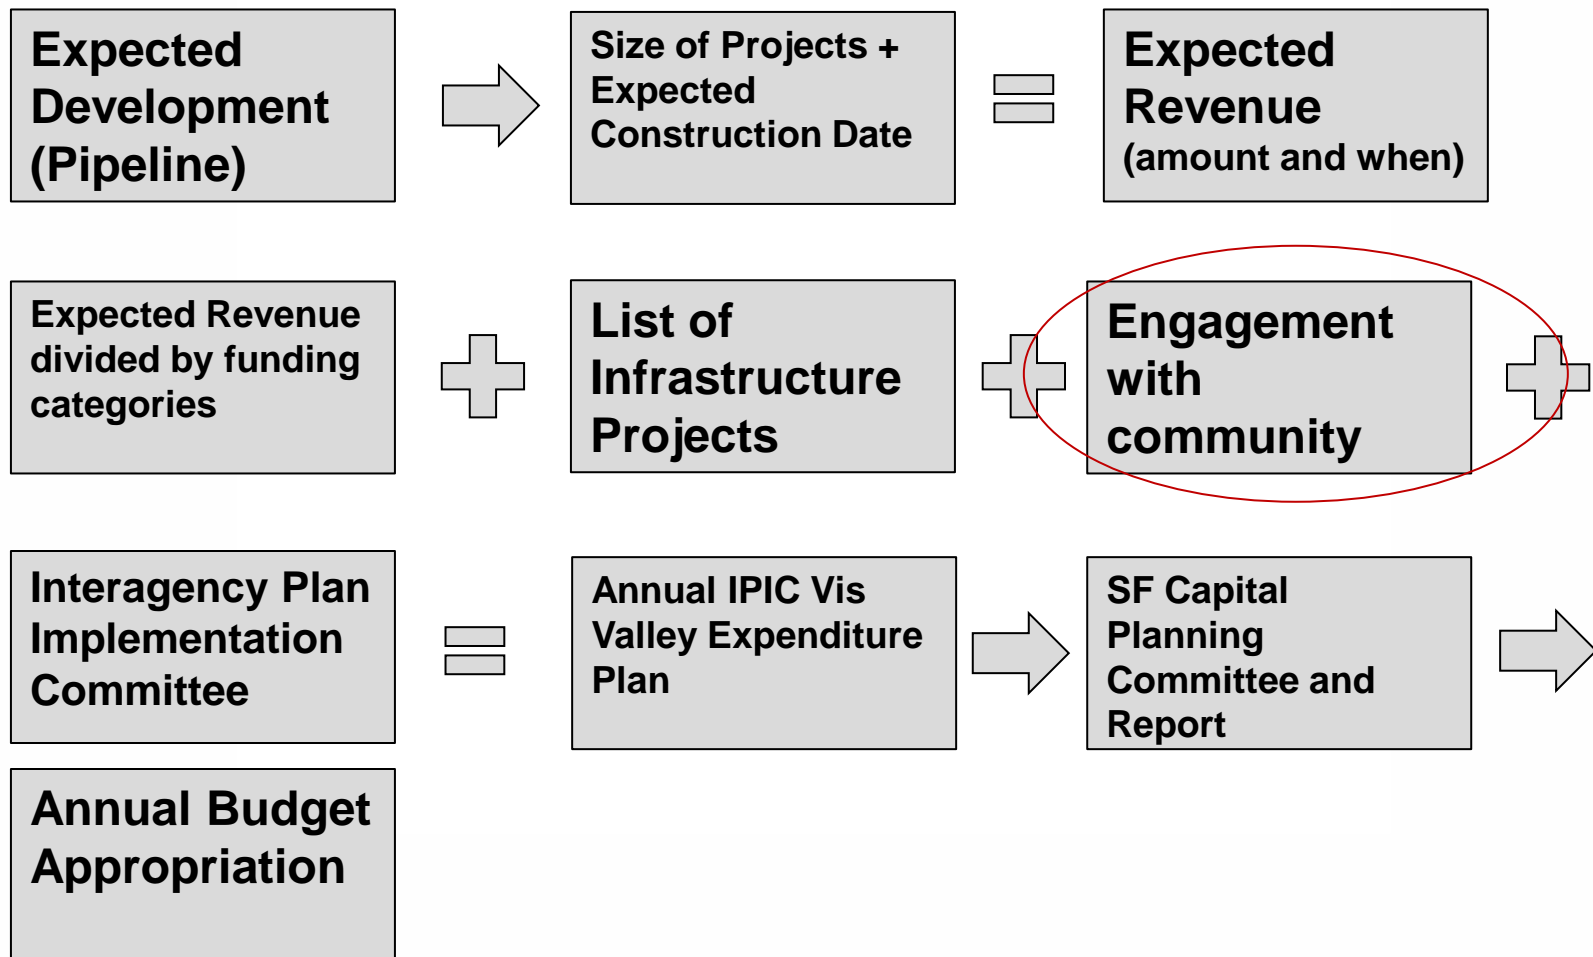 Expected
Development
(Pipeline)
Size of Projects +
Expected
Construction Date
Expected
Revenue
(amount and when)
Expected Revenue
divided by funding
categories
List of
Infrastructure
Projects
Engagement
with
community
Interagency Plan
Implementation
Committee
Annual IPIC Vis
Valley Expenditure
Plan
SF Capital
Planning
Committee and
Report
Annual Budget
Appropriation